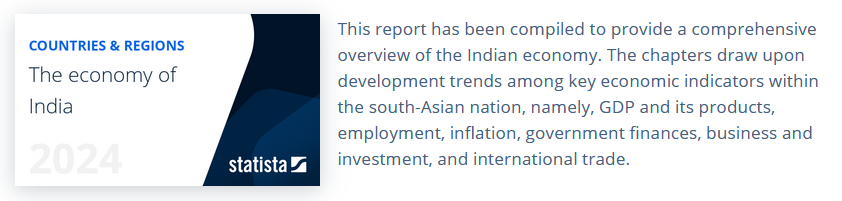 COUNTRIES & REGIONS
The economy of
India
2024
statista
This report has been compiled to provide a comprehensive
overview of the Indian economy. The chapters draw upon
development trends among key economic indicators within
the south-Asian nation, namely, GDP and its products,
employment, inflation, government finances, business and
investment, and international trade.